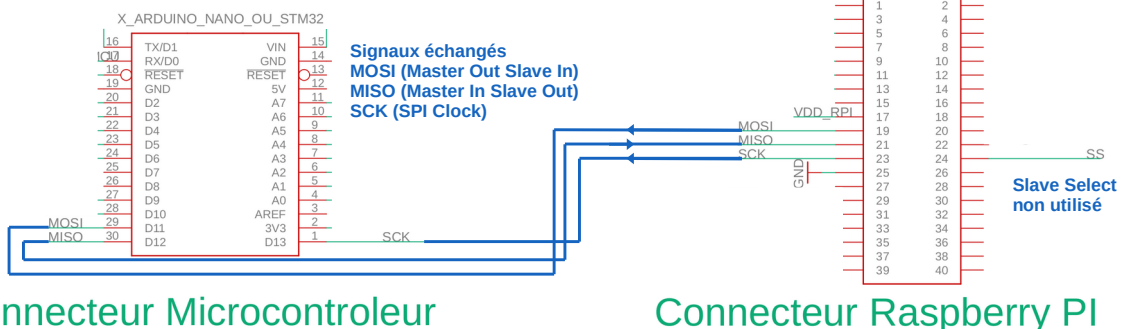 X_ARDUINO_NANO_OU_STM32
16 TX/D1 VIN 15
17 RX/D0 GND 14
18 RESET RESET 13
19 GND 5V 12
20 D2 A7 11
21 D3 A6 10
22 D4 A5 9
23 D5 A4 8
24 D6 A3 7
25 D7 A2 6
26 D8 A1 5
27 D9 A0 4
28 D10 AREF 3
MOSI 29 D11 3V3 2
MISO 30 D12 D13 1 SCK
Signaux échangés
MOSI (Master Out Slave In)
MISO (Master In Slave Out)
SCK (SPI Clock)
1 2
3 4
5 6
7 8
9 10
11 12
13 14
15 16
VDD_RPI 17 18
MOSI 19 20
MISO 21 22
SCK 23 24 SS
GND 25 26
27 28
29 30
31 32
33 34
35 36
37 38
39 40
Slave Select
non utilisé
nnecteur Microcontroleur
Connecteur Raspberry PI